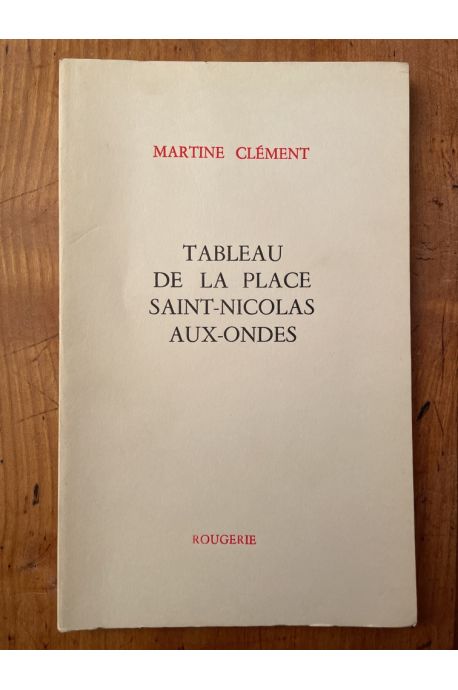 MARTINE CLÉMENT
TABLEAU
DE LA PLACE
SAINT-NICOLAS
AUX-ONDES
ROUGERIE